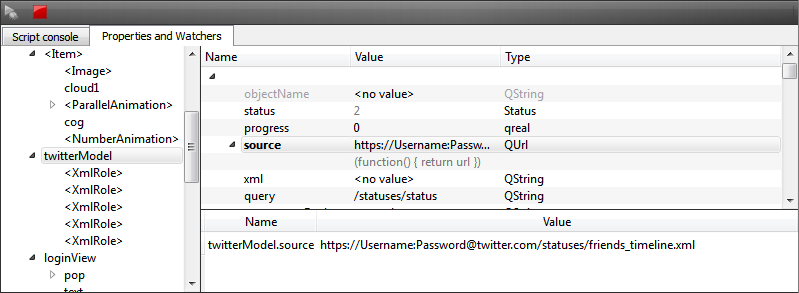 Script console
Properties and Watchers
<Item>
<Image>
cloud1
<ParallelAnimation>
cog
<NumberAnimation>
twitterModel
<XmlRole>
<XmlRole>
<XmlRole>
<XmlRole>
<XmlRole>
loginView
pop
text
Name Value Type
objectName <no value> QString
status 2 Status
progress 0 qreal
source https://Username:Passw... QUrl
(function() { return url })
xml <no value> QString
query /statuses/status QString
Name Value
twitterModel.source https://Username:Password@twitter.com/statuses/friends_timeline.xml